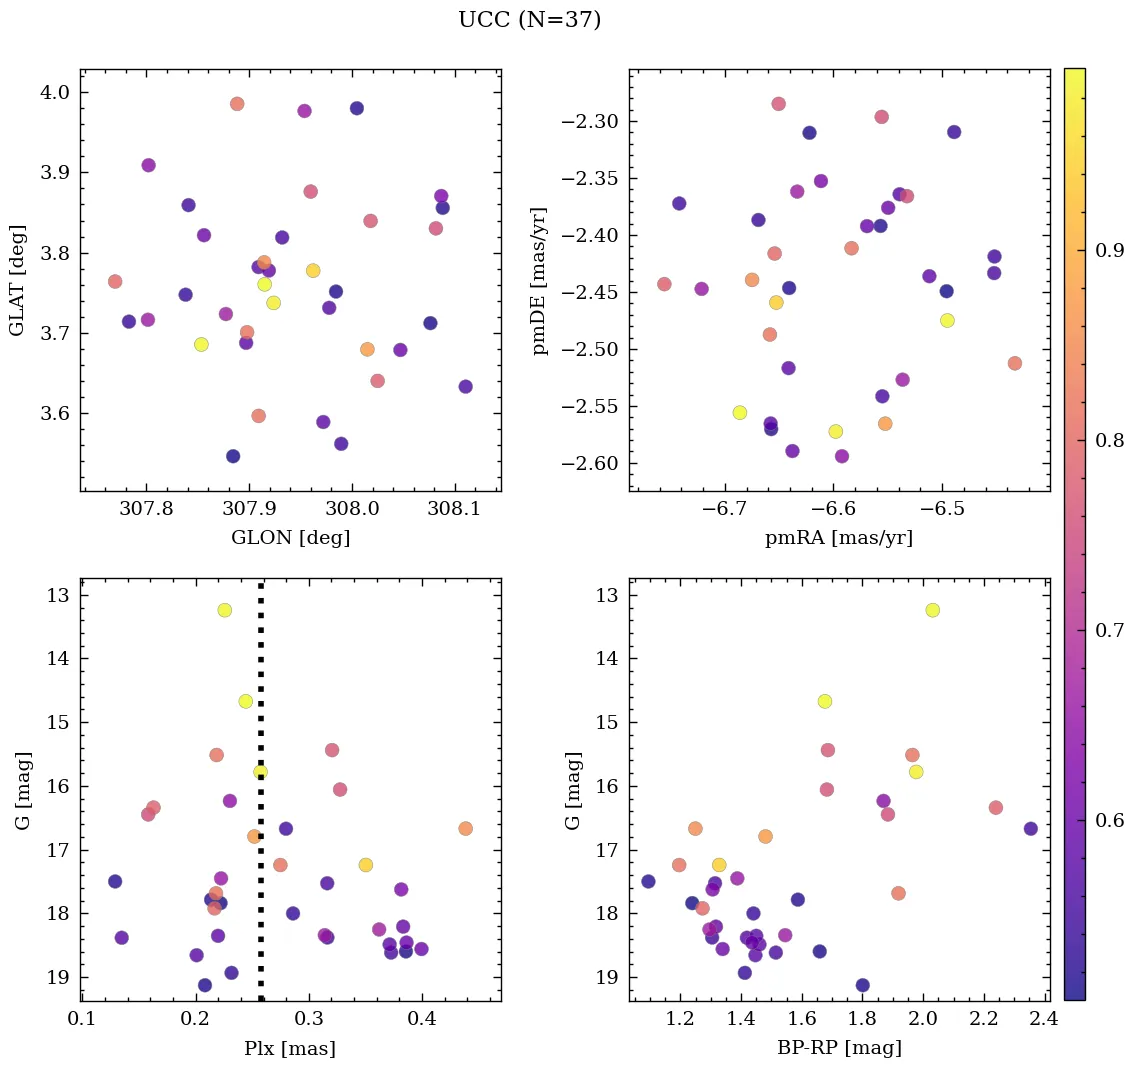 UCC (N=37)
4.0
3.9
3.8
3.7
3.6
GLAT [deg]
307.8 307.9 308.0 308.1
GLON [deg]
−2.30
−2.35
−2.40
−2.45
−2.50
−2.55
−2.60
pmDE [mas/yr]
−6.7 −6.6 −6.5
pmRA [mas/yr]
13
14
15
16
17
18
19
G [mag]
0.1 0.2 0.3 0.4
Plx [mas]
13
14
15
16
17
18
19
G [mag]
1.2 1.4 1.6 1.8 2.0 2.2 2.4
BP-RP [mag]
0.9
0.8
0.7
0.6